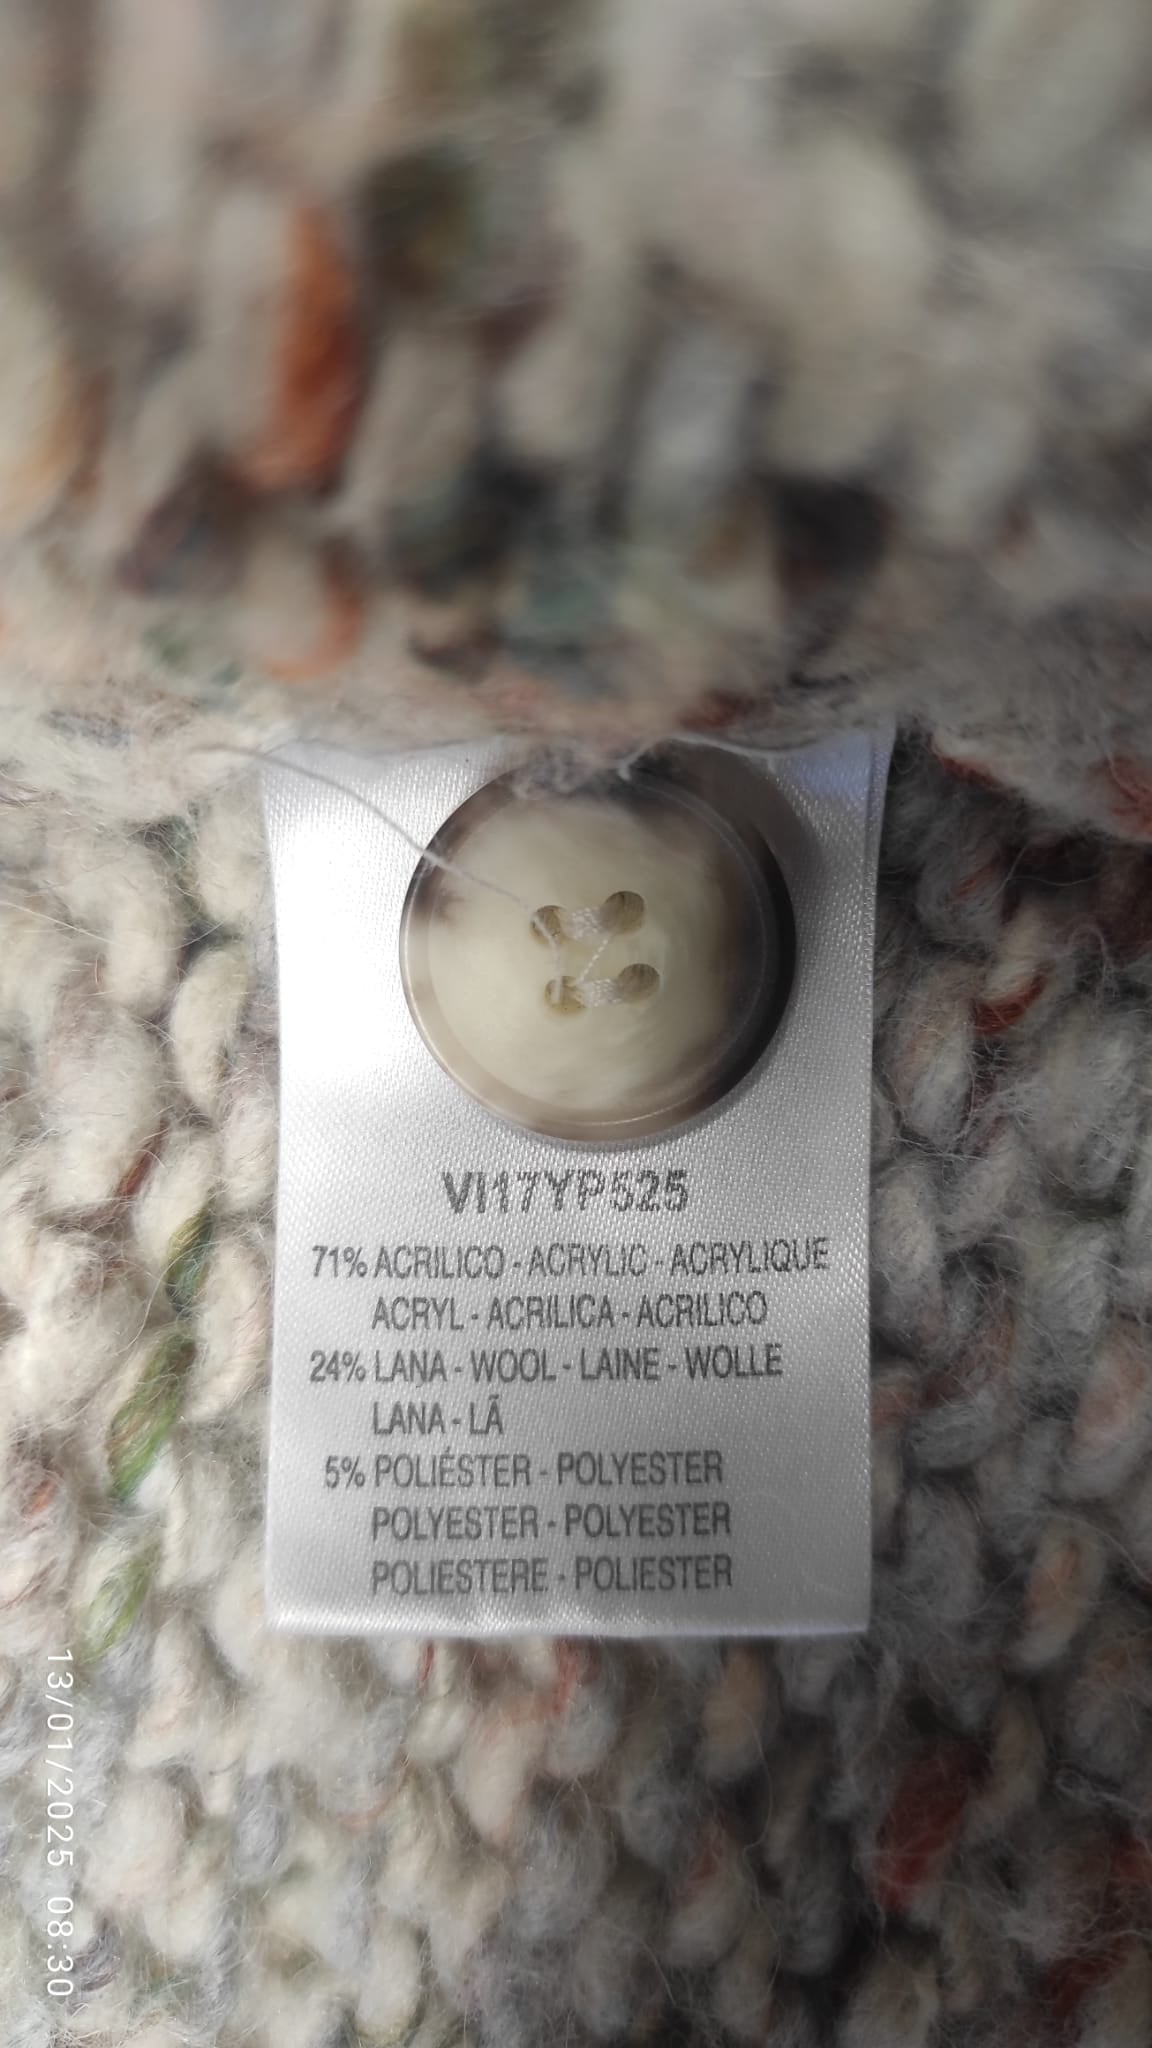 VI17YP525
71% ACRILICO - ACRYLIC - ACRYLIQUE
ACRYL - ACRILICA - ACRILICO
24% LANA - WOOL - LAINE - WOLLE
LANA - LÃ
5% POLIÉSTER - POLYESTER
POLYESTER - POLYESTER
POLIESTERE - POLIESTER
13/01/2025 08:30